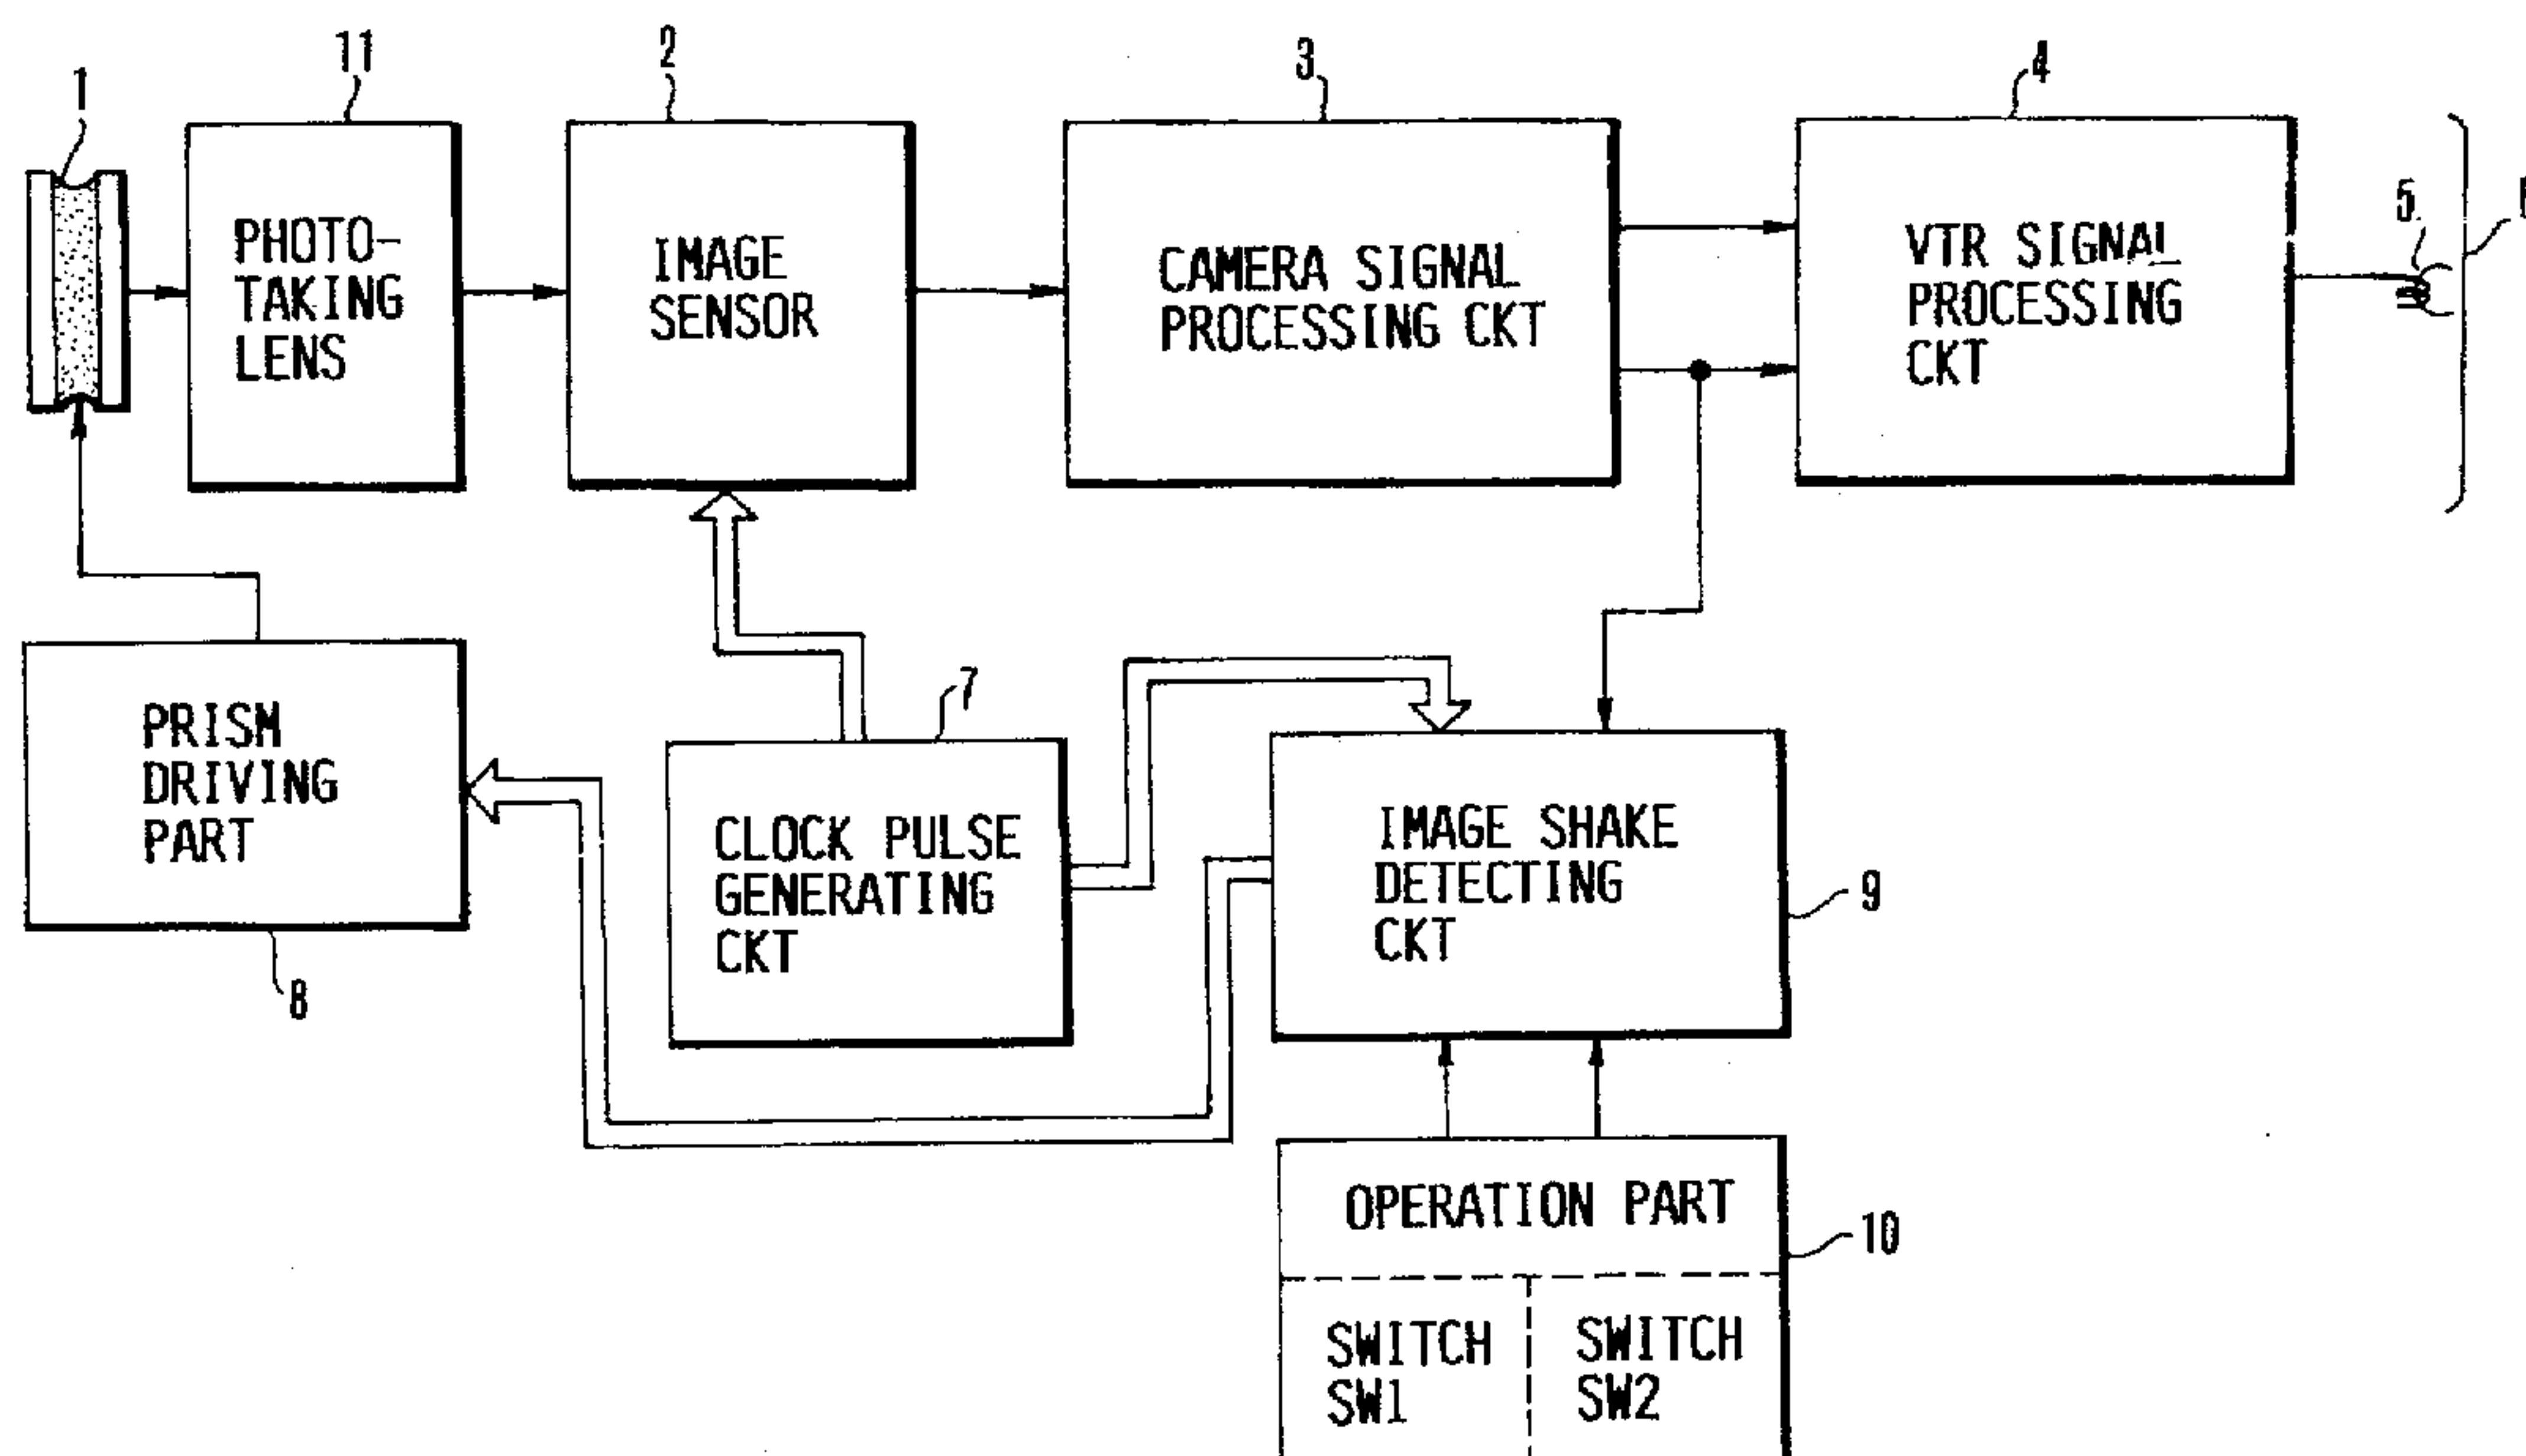 1
11
2
3
4
PHOTO-
TAKING
LENS
IMAGE
SENSOR
CAMERA SIGNAL
PROCESSING CKT
VTR SIGNAL
PROCESSING
CKT
5
PRISM
DRIVING
PART
8
7
CLOCK PULSE
GENERATING
CKT
IMAGE SHAKE
DETECTING
CKT
9
OPERATION PART
10
SWITCH
SW1
SWITCH
SW2